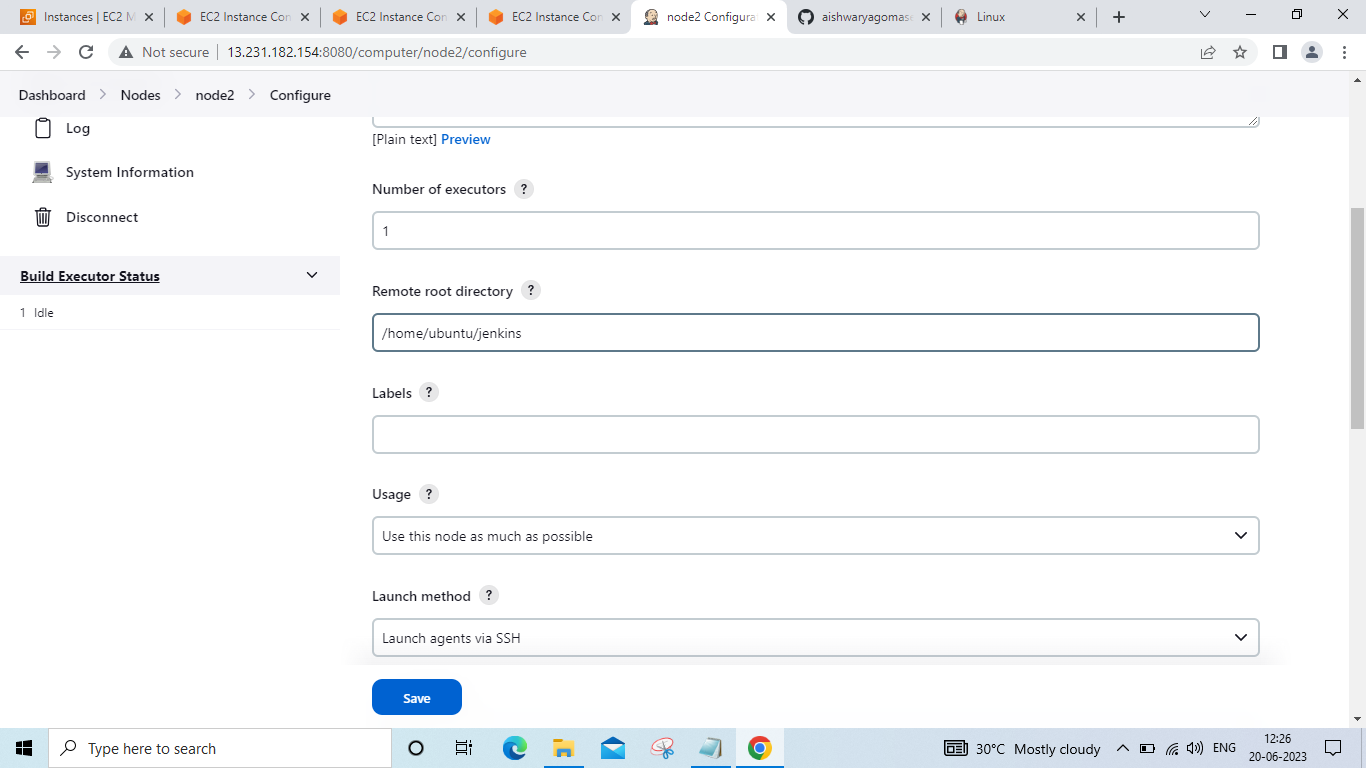 Instances | EC2 M
EC2 Instance Con
EC2 Instance Con
EC2 Instance Con
node2 Configura
aishwaryagomase
Linux
Not secure
13.231.182.154:8080/computer/node2/configure
Dashboard
Nodes
node2
Configure
Log
System Information
Disconnect
Build Executor Status
1 Idle
[Plain text] Preview
Number of executors ?
1
Remote root directory ?
/home/ubuntu/jenkins
Labels ?
Usage ?
Use this node as much as possible
Launch method ?
Launch agents via SSH
Save
Type here to search
30°C Mostly cloudy
ENG
12:26
20-06-2023